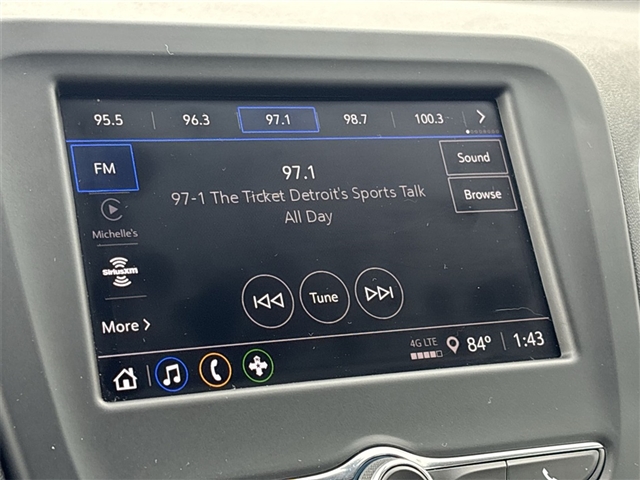 95.5 96.3 97.1 98.7 100.3
FM
97.1
Sound
97-1 The Ticket Detroit's Sports Talk
All Day
Browse
Michelle's
SiriusXM
Tune
More
4G LTE
84° 1:43